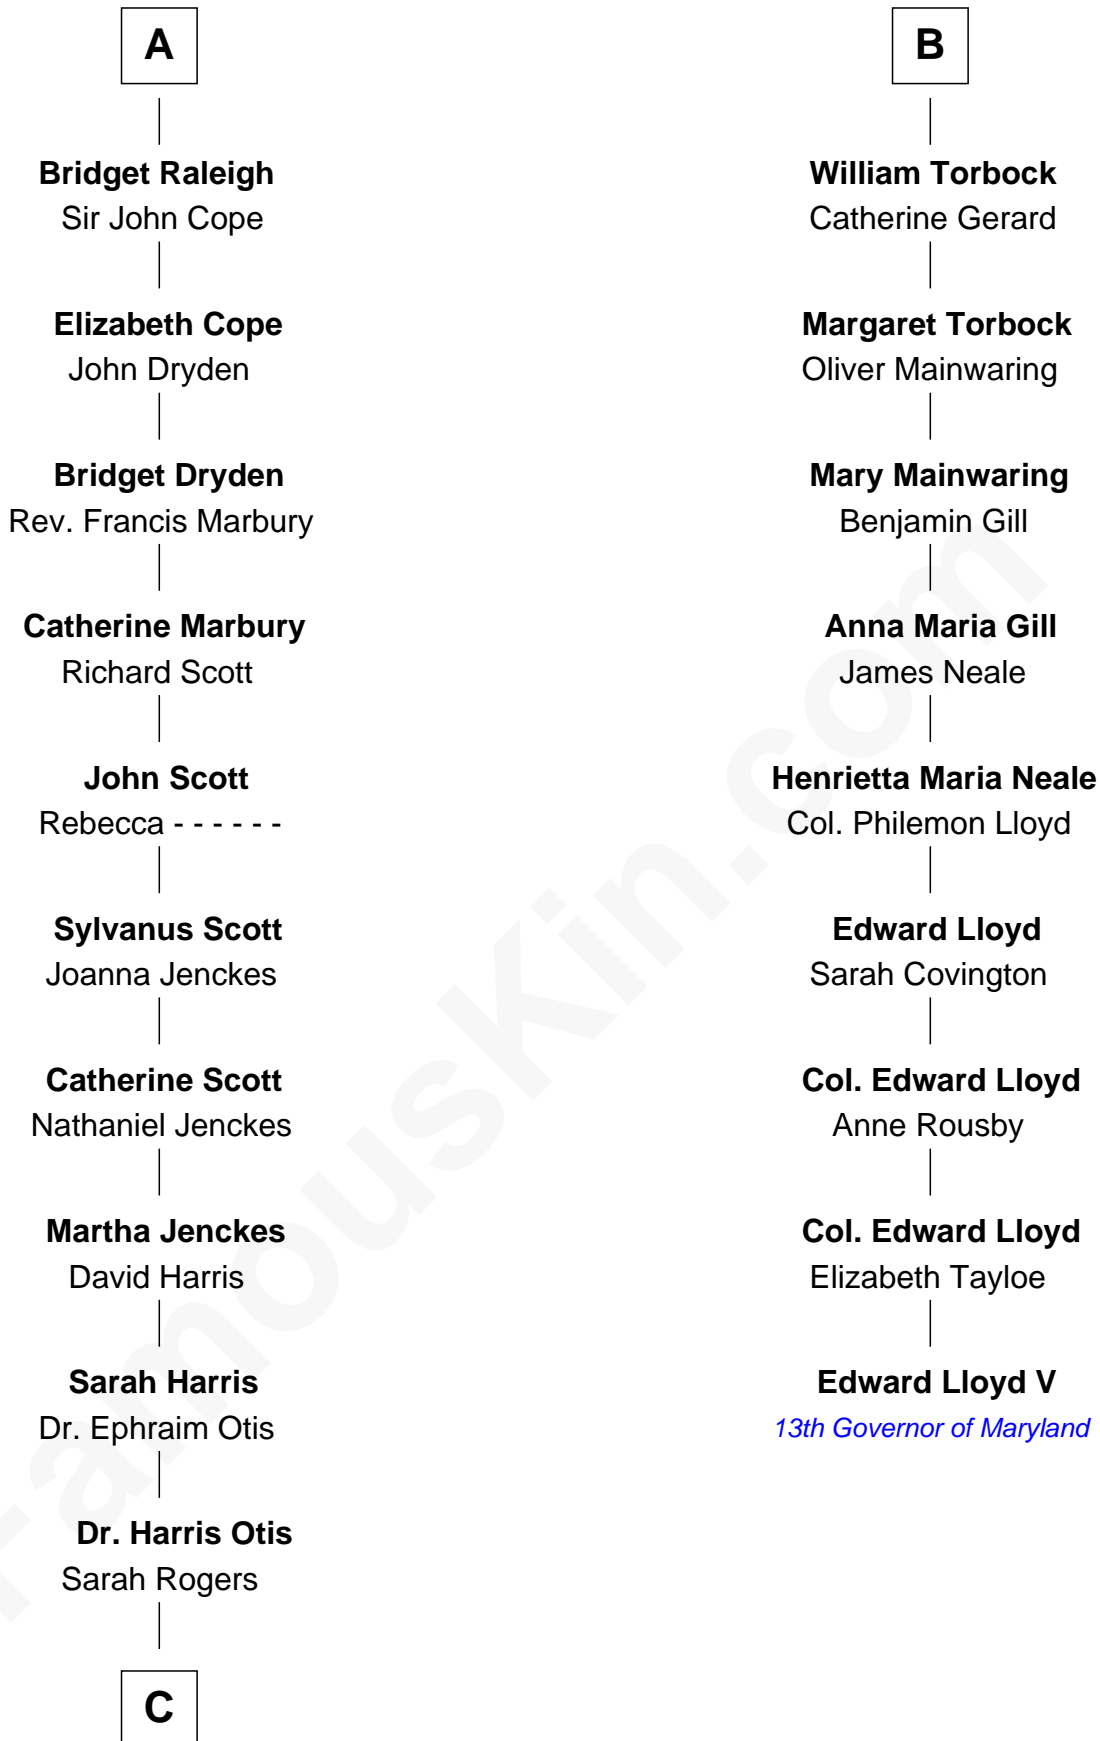 A
Bridget Raleigh
Sir John Cope
Elizabeth Cope
John Dryden
Bridget Dryden
Rev. Francis Marbury
Catherine Marbury
Richard Scott
John Scott
Rebecca - - - - - -
Sylvanus Scott
Joanna Jenckes
Catherine Scott
Nathaniel Jenckes
Martha Jenckes
David Harris
Sarah Harris
Dr. Ephraim Otis
Dr. Harris Otis
Sarah Rogers
C
B
William Torbock
Catherine Gerard
Margaret Torbock
Oliver Mainwaring
Mary Mainwaring
Benjamin Gill
Anna Maria Gill
James Neale
Henrietta Maria Neale
Col. Philemon Lloyd
Edward Lloyd
Sarah Covington
Col. Edward Lloyd
Anne Rousby
Col. Edward Lloyd
Elizabeth Tayloe
Edward Lloyd V
13th Governor of Maryland
FamousKin.com